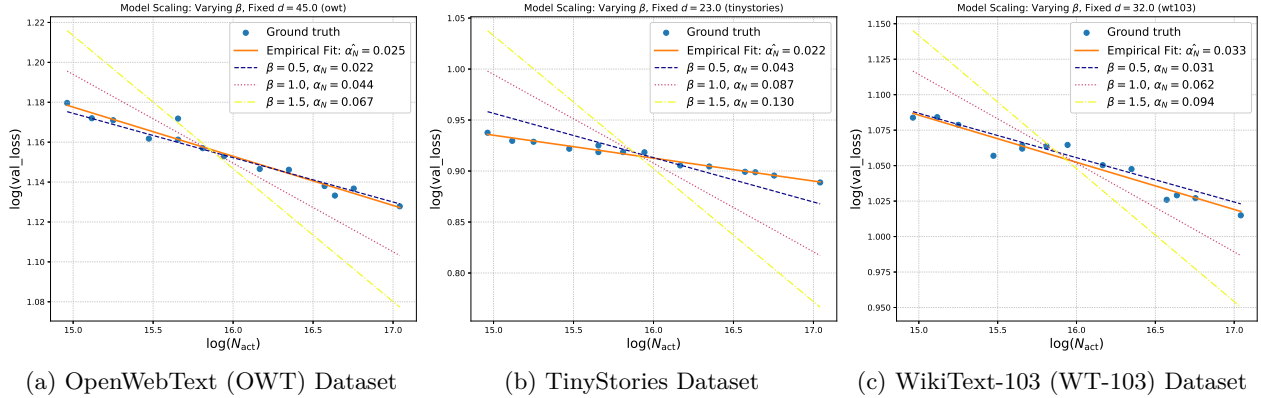 Model Scaling: Varying β, Fixed d = 45.0 (owt)
log(val_loss)
1.22
1.20
1.18
1.16
1.14
1.12
1.10
1.08
Ground truth
Empirical Fit: α̂_N = 0.025
β = 0.5, α_N = 0.022
β = 1.0, α_N = 0.044
β = 1.5, α_N = 0.067
15.0 15.5 16.0 16.5 17.0
log(N_act)
(a) OpenWebText (OWT) Dataset
Model Scaling: Varying β, Fixed d = 23.0 (tinystories)
log(val_loss)
1.05
1.00
0.95
0.90
0.85
0.80
Ground truth
Empirical Fit: α̂_N = 0.022
β = 0.5, α_N = 0.043
β = 1.0, α_N = 0.087
β = 1.5, α_N = 0.130
15.0 15.5 16.0 16.5 17.0
log(N_act)
(b) TinyStories Dataset
Model Scaling: Varying β, Fixed d = 32.0 (wt103)
log(val_loss)
1.150
1.125
1.100
1.075
1.050
1.025
1.000
0.975
0.950
Ground truth
Empirical Fit: α̂_N = 0.033
β = 0.5, α_N = 0.031
β = 1.0, α_N = 0.062
β = 1.5, α_N = 0.094
15.0 15.5 16.0 16.5 17.0
log(N_act)
(c) WikiText-103 (WT-103) Dataset